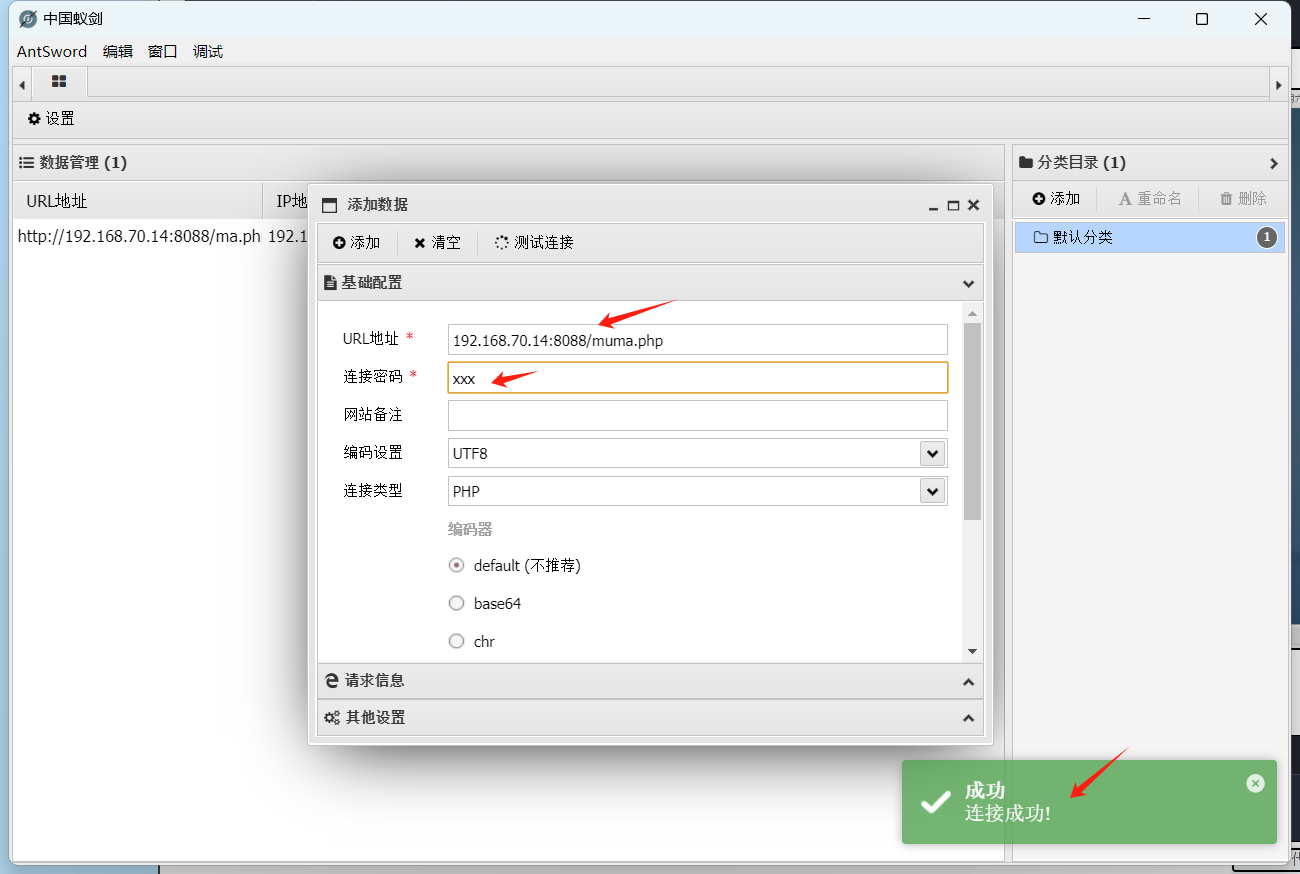 中国蚁剑
AntSword 编辑 窗口 调试
设置
数据管理 (1)
URL地址 IP地
http://192.168.70.14:8088/ma.ph 192.1
添加数据
添加 清空 测试连接
基础配置
URL地址 * 192.168.70.14:8088/muma.php
连接密码 * xxx
网站备注
编码设置 UTF8
连接类型 PHP
编码器
default (不推荐)
base64
chr
请求信息
其他设置
分类目录 (1)
添加 重命名 删除
默认分类 1
成功
连接成功!